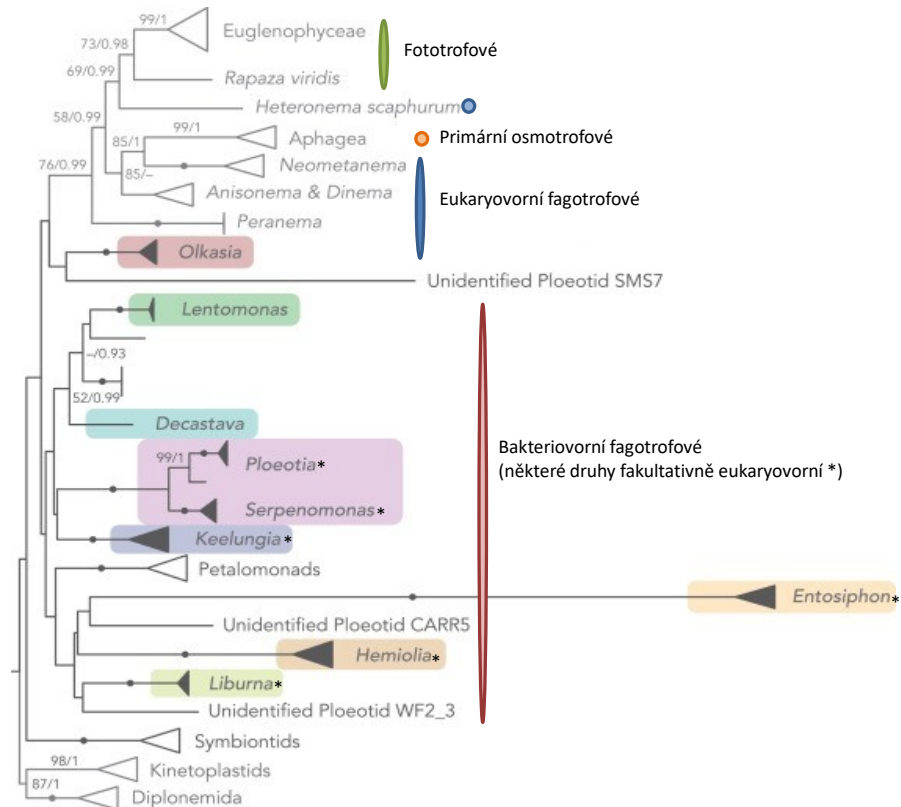 99/1
Euglenophyceae
Fototrofové
73/0.98
69/0.99
Rapaza viridis
58/0.99
Heteronema scaphurum
99/1
Aphagea
Primární osmotrofové
85/1
76/0.99
Neometanema
85/–
Anisonema & Dinema
Eukaryovorní fagotrofové
Peranema
Olkasia
Unidentified Ploeotid SMS7
Lentomonas
–/0.93
52/0.99
Decastava
Bakteriovorní fagotrofové
(některé druhy fakultativně eukaryovorní *)
99/1
Ploeotia*
Serpenomonas*
Keelungia*
Petalomonads
Entosiphon*
Unidentified Ploeotid CARR5
Hemiolia*
Liburna*
Unidentified Ploeotid WF2_3
Symbiontids
98/1
Kinetoplastids
87/1
Diplonemida